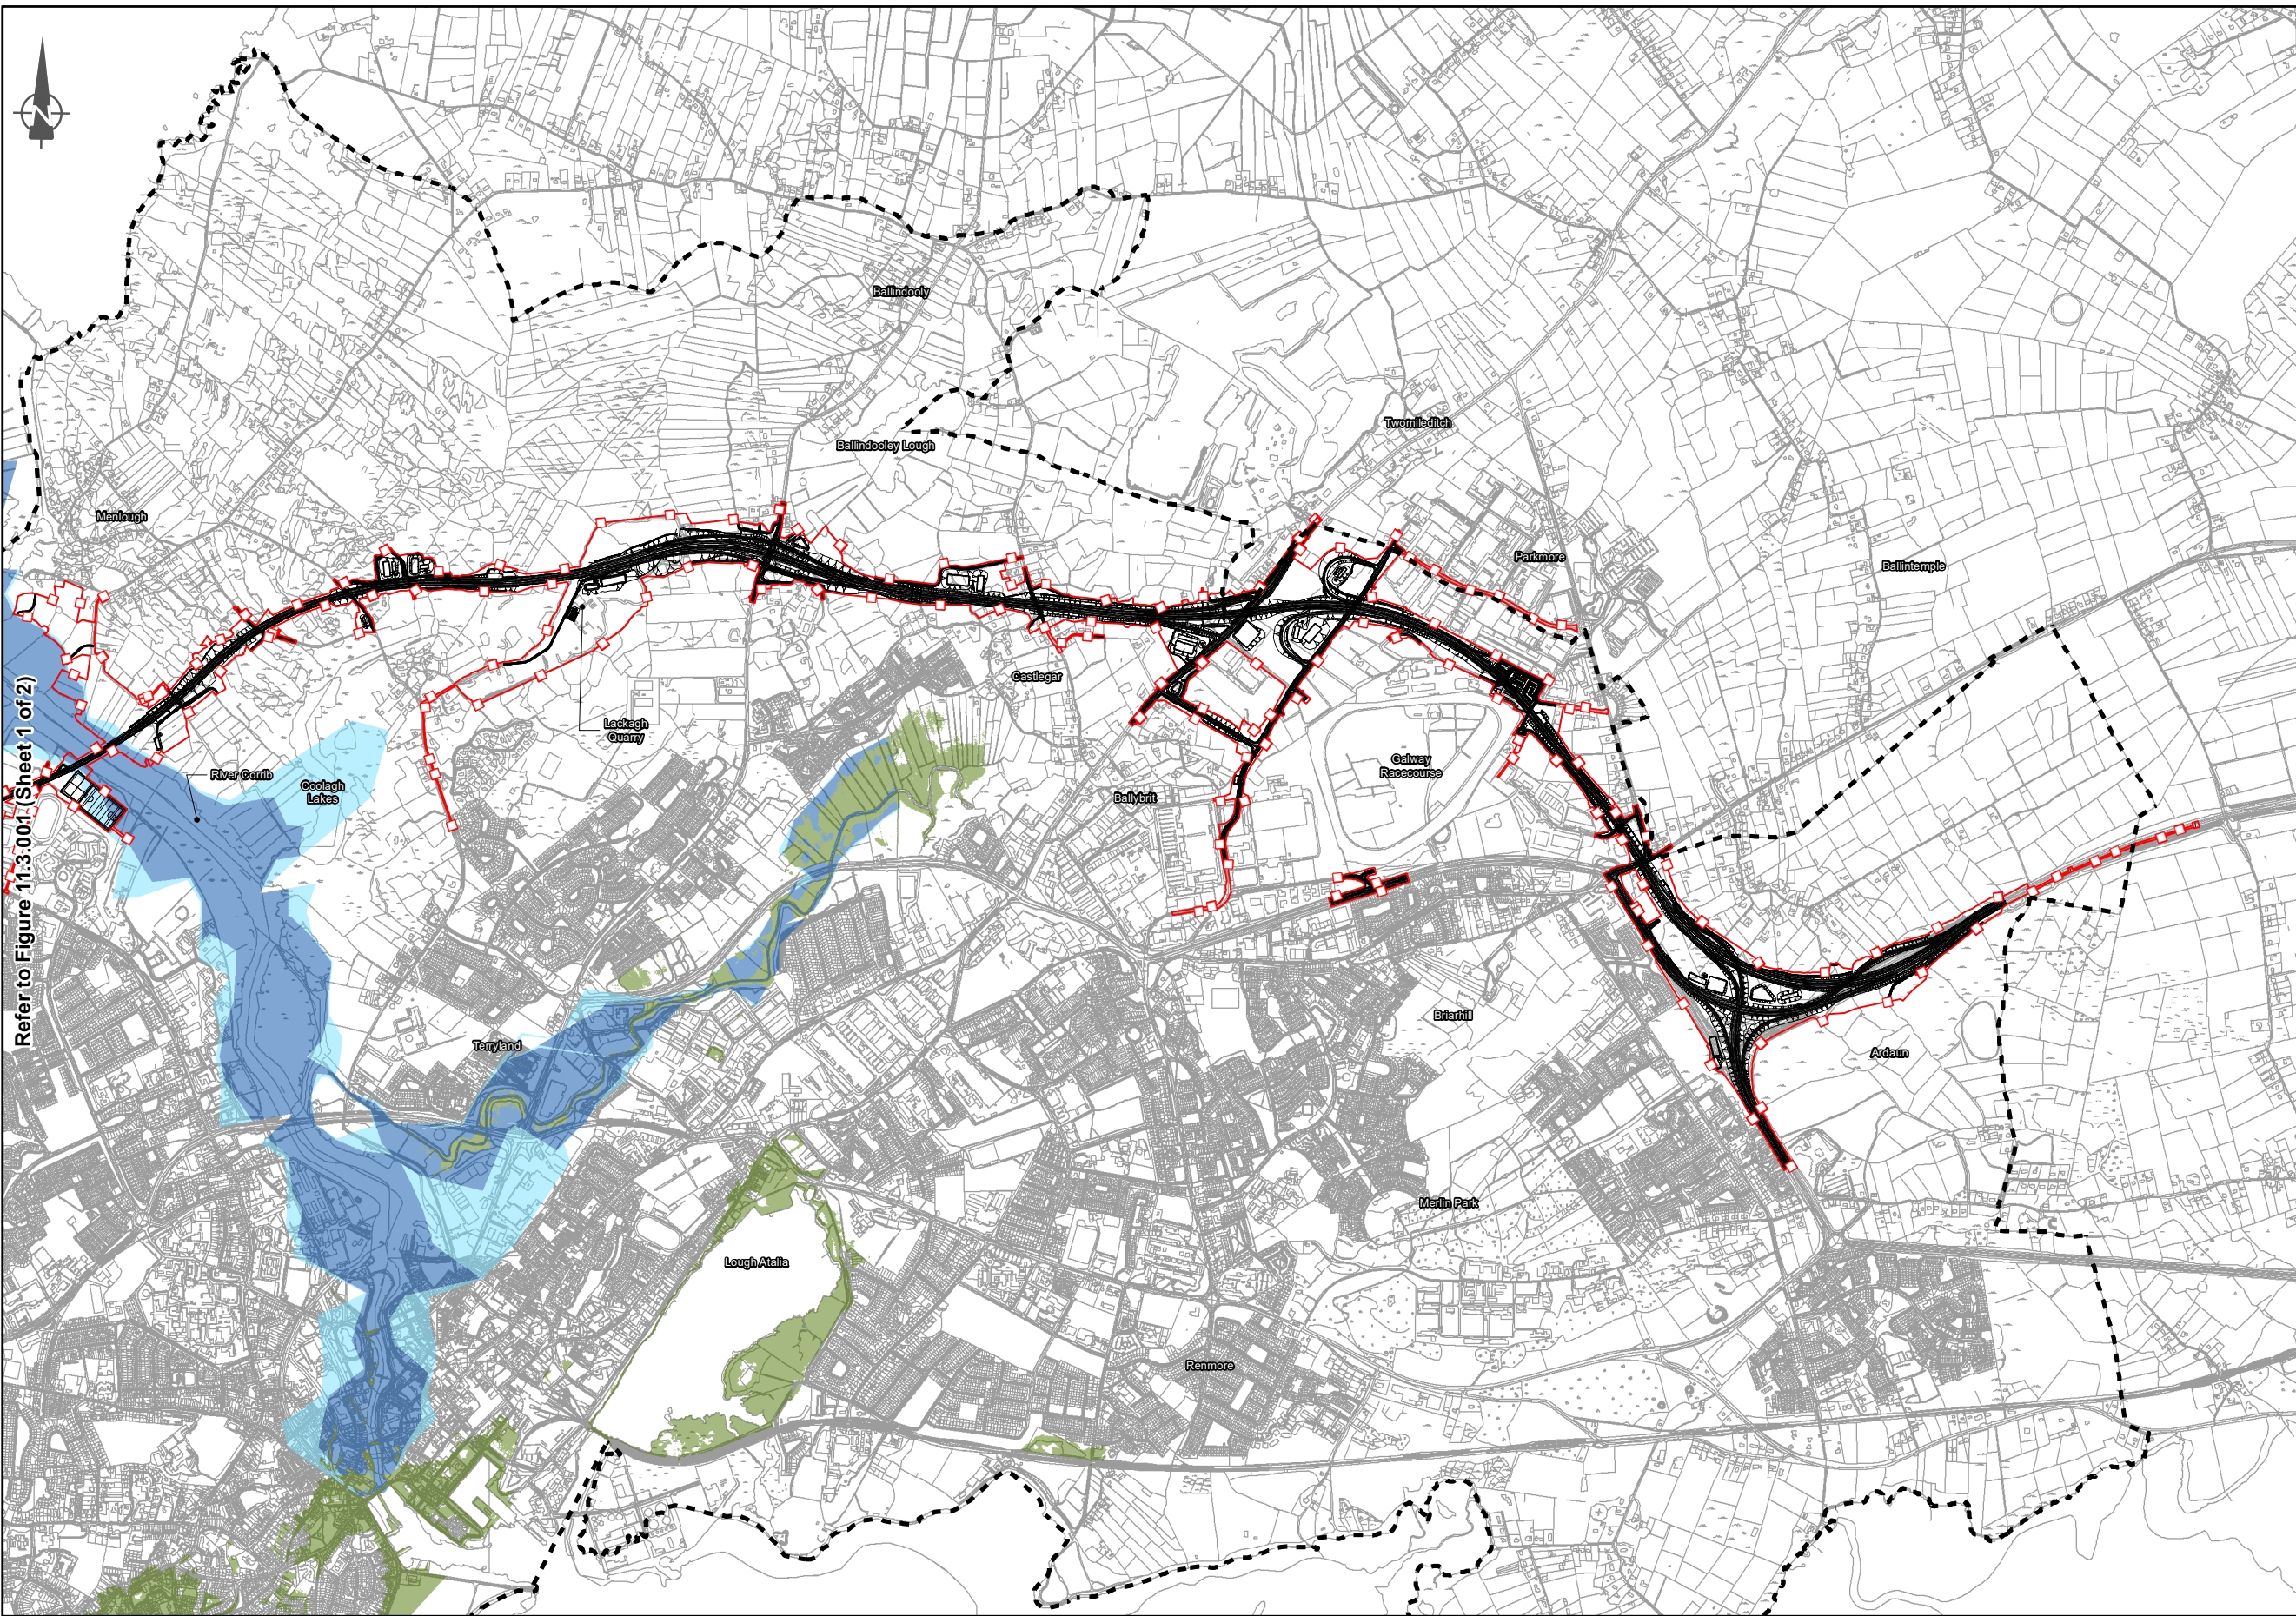 N
Ballindooly
Twomileditch
Ballindooley Lough
Menlough
Parkmore
Ballintemple
Castlegar
Lackagh
Quarry
Galway
Racecourse
River Corrib
Coolagh
Lakes
Ballybrit
Refer to Figure 11.3.001 (Sheet 1 of 2)
Briarhill
Terryland
Ardaun
Merlin Park
Lough Atalia
Renmore